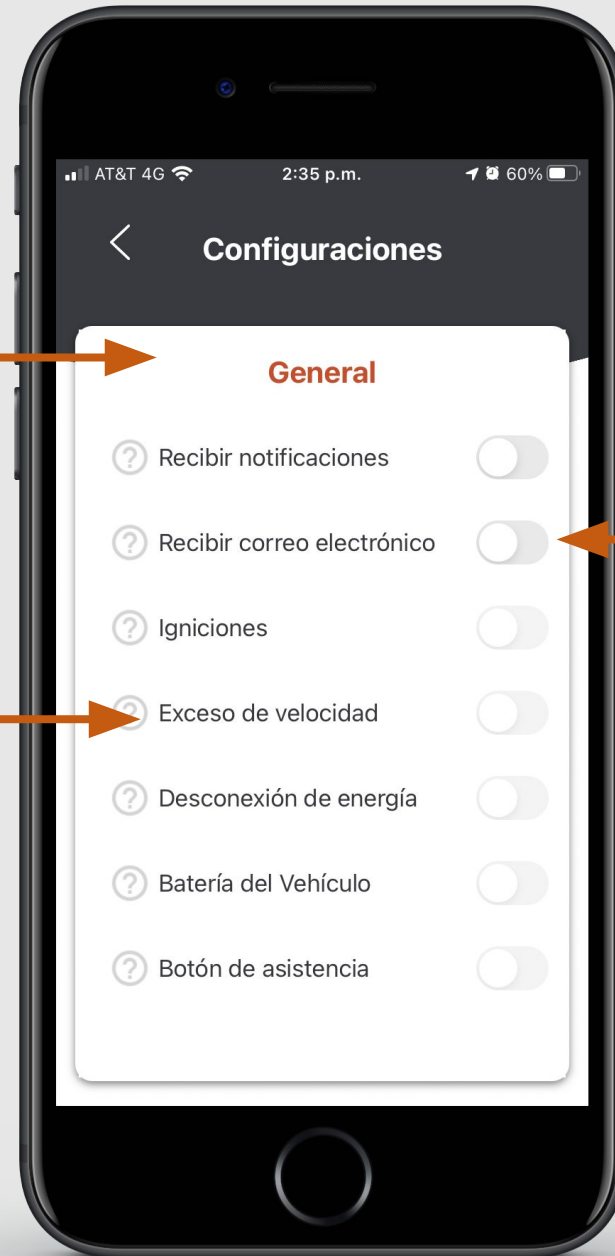 AT&T 4G 2:35 p.m. 60%
Configuraciones
General
? Recibir notificaciones
? Recibir correo electrónico
? Igniciones
? Exceso de velocidad
? Desconexión de energía
? Batería del Vehículo
? Botón de asistencia